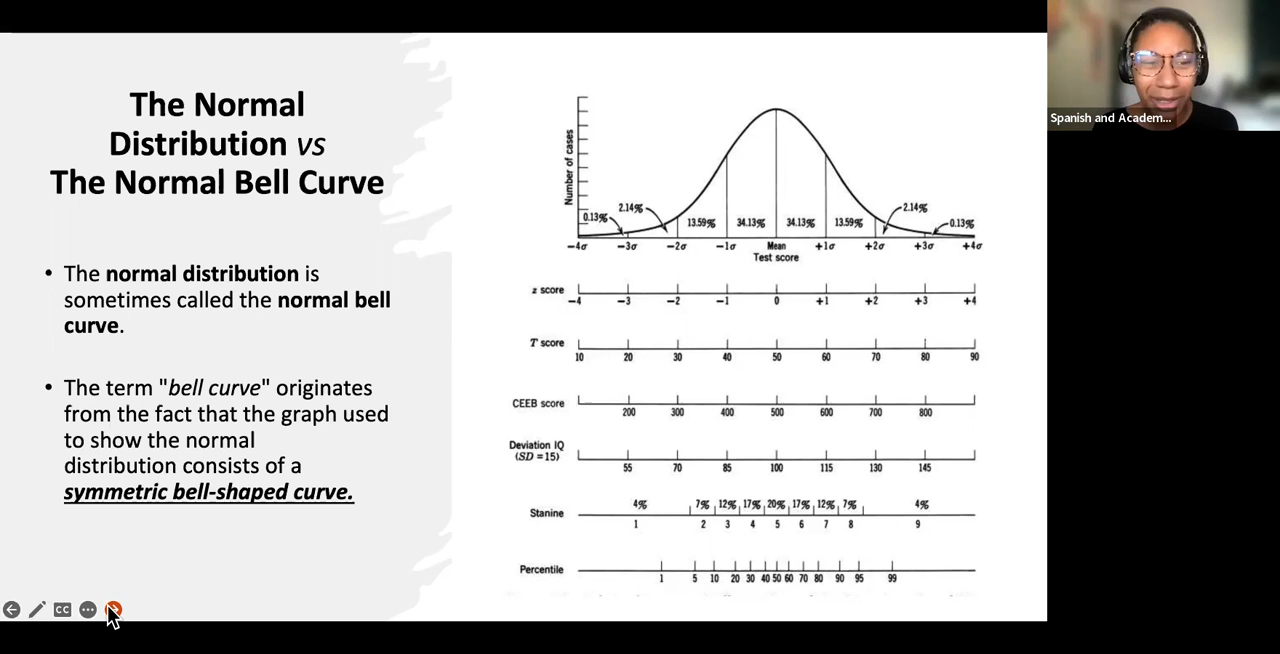 The Normal
Distribution vs
The Normal Bell Curve
• The normal distribution is
sometimes called the normal bell
curve.
• The term "bell curve" originates
from the fact that the graph used
to show the normal
distribution consists of a
symmetric bell-shaped curve.
CC
Number of cases
0.13% 2.14% 13.59% 34.13% 34.13% 13.59% 2.14% 0.13%
−4σ −3σ −2σ −1σ Mean +1σ +2σ +3σ +4σ
Test score
z score
−4 −3 −2 −1 0 +1 +2 +3 +4
T score
10 20 30 40 50 60 70 80 90
CEEB score
200 300 400 500 600 700 800
Deviation IQ
(SD = 15)
55 70 85 100 115 130 145
4% 7% 12% 17% 20% 17% 12% 7% 4%
Stanine
1 2 3 4 5 6 7 8 9
Percentile
1 5 10 20 30 40 50 60 70 80 90 95 99
Spanish and Academ...